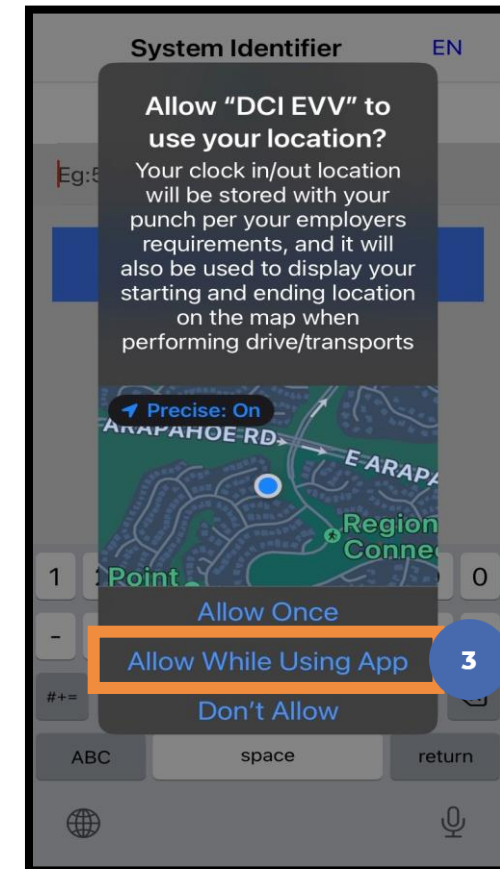 System Identifier
EN
Allow “DCI EVV” to
use your location?
Your clock in/out location
will be stored with your
punch per your employers
requirements, and it will
also be used to display your
starting and ending location
on the map when
performing drive/transports
Eg:5
Precise: On
ARAPAHOE RD
E ARAPA
Region
Conne
Point
1
0
Allow Once
-
Allow While Using App
3
#+=
Don’t Allow
ABC
space
return